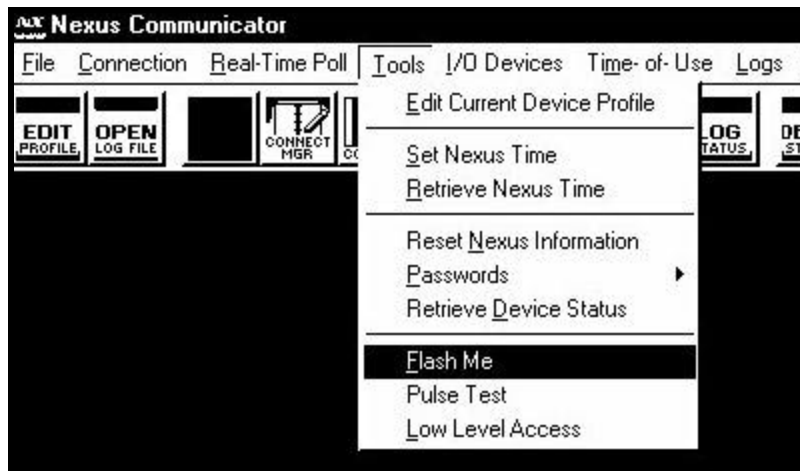 Nexus Communicator
File Connection Real-Time Poll Tools I/O Devices Time- of- Use Logs
EDIT PROFILE
OPEN LOG FILE
CONNECT MGR
LOG STATUS
Edit Current Device Profile
Set Nexus Time
Retrieve Nexus Time
Reset Nexus Information
Passwords
Retrieve Device Status
Flash Me
Pulse Test
Low Level Access